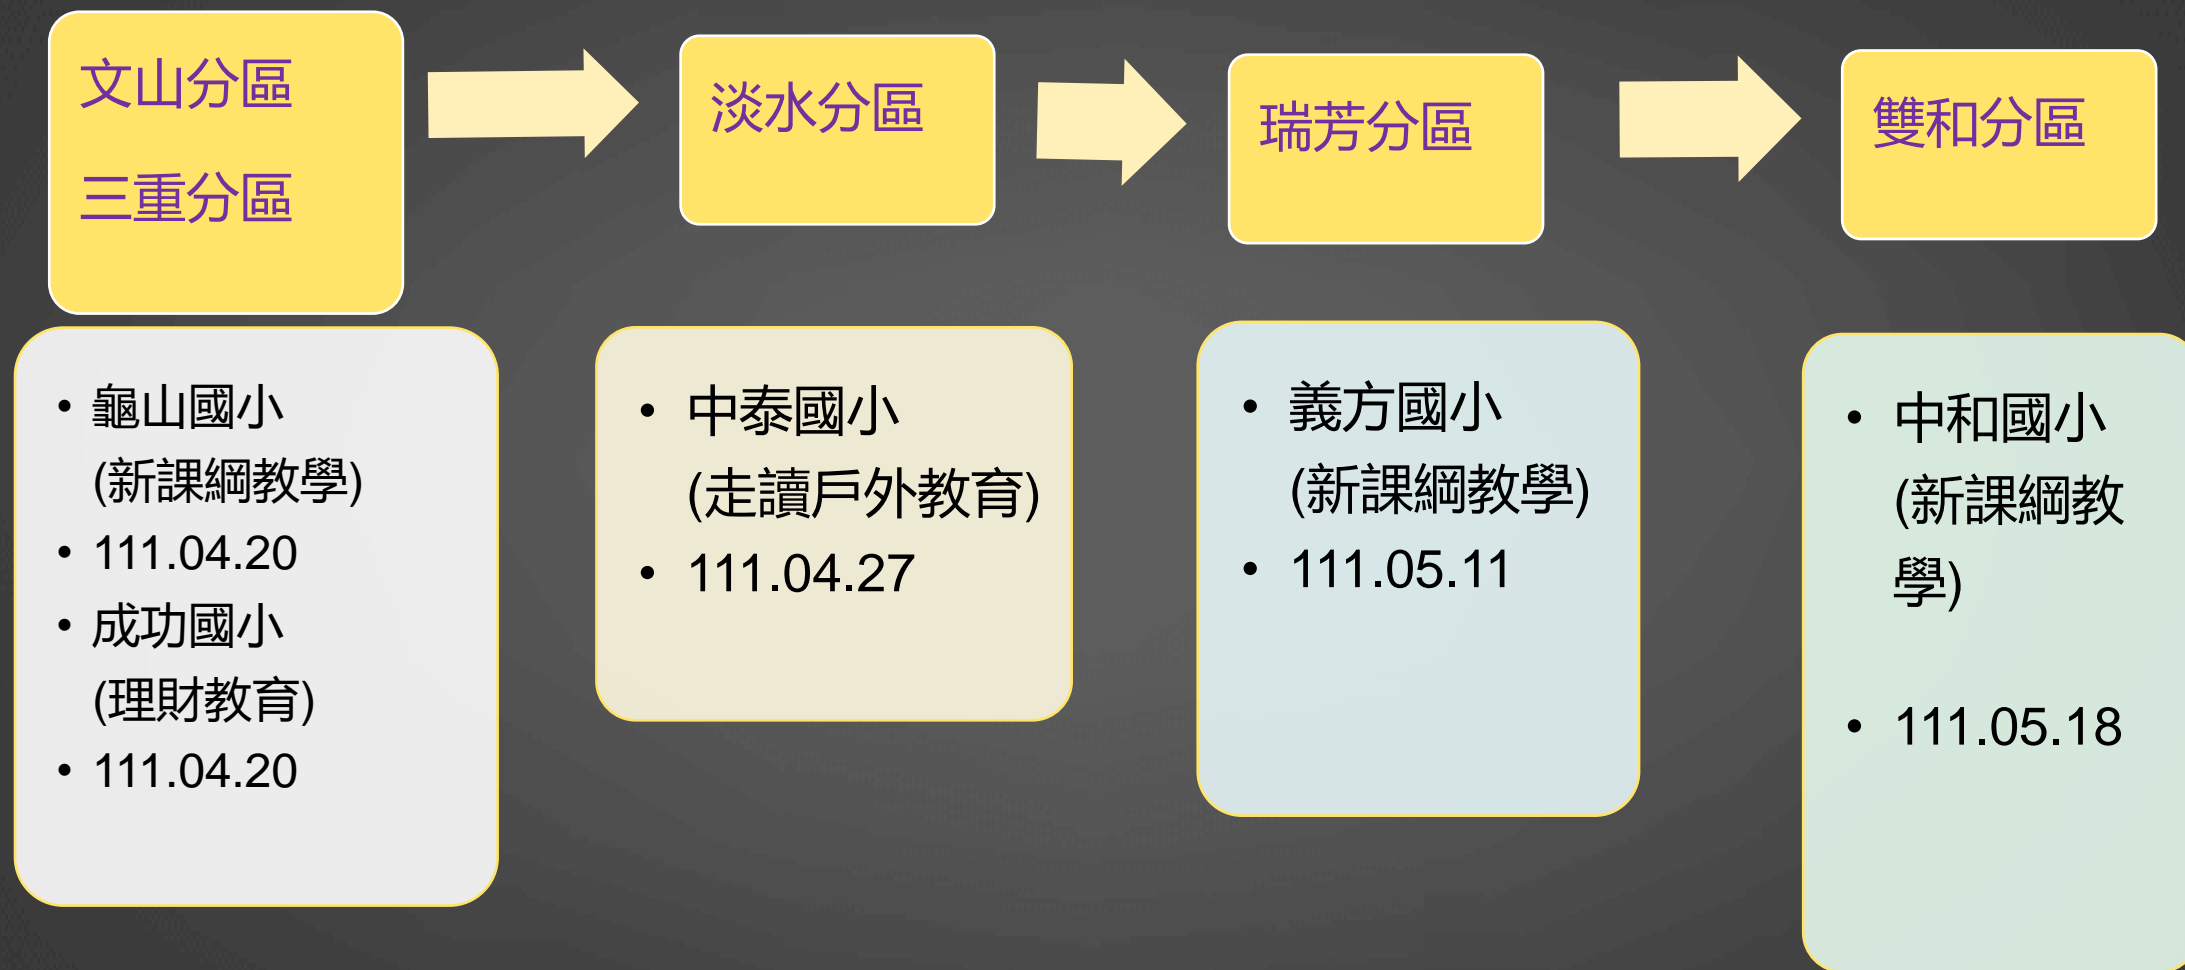 文山分區
三重分區
淡水分區
瑞芳分區
雙和分區
• 龜山國小
(新課綱教學)
• 111.04.20
• 成功國小
(理財教育)
• 111.04.20
• 中泰國小
(走讀戶外教育)
• 111.04.27
• 義方國小
(新課綱教學)
• 111.05.11
• 中和國小
(新課綱教
學)
• 111.05.18